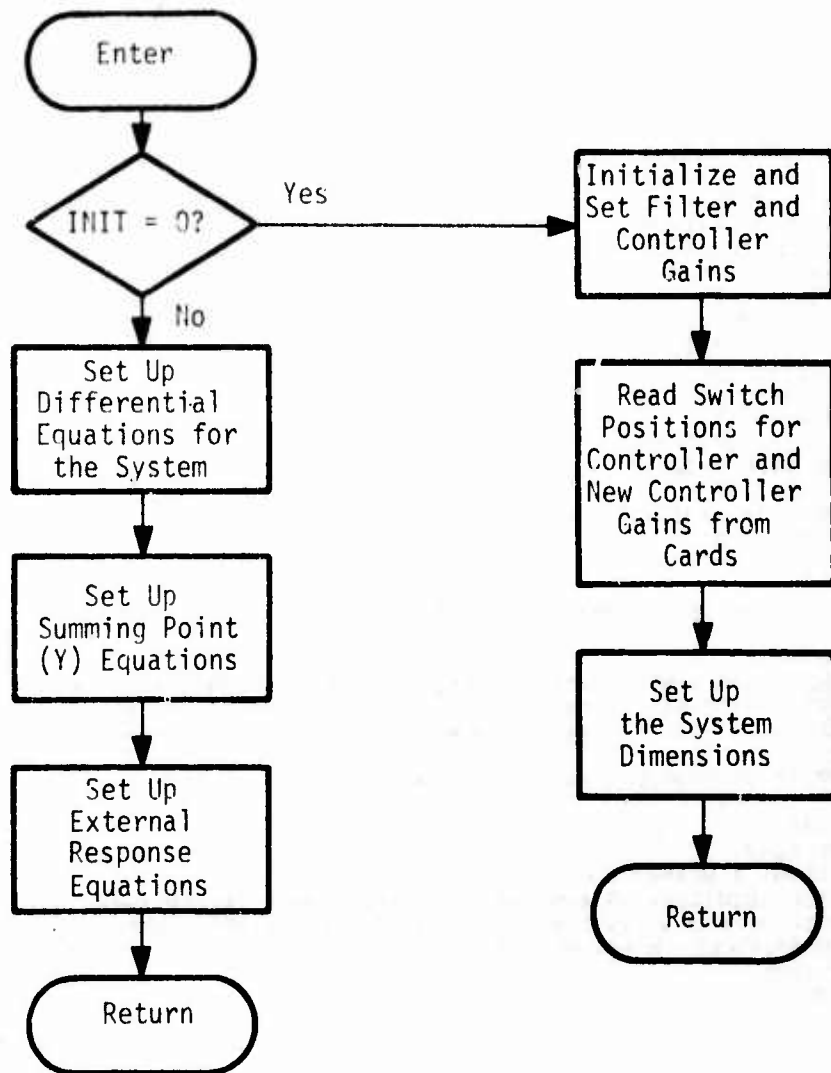 Enter
INIT = 0?
Yes
No
Set Up
Differential
Equations for
the System
Set Up
Summing Point
(Y) Equations
Set Up
External
Response
Equations
Return
Initialize and
Set Filter and
Controller
Gains
Read Switch
Positions for
Controller and
New Controller
Gains from
Cards
Set Up
the System
Dimensions
Return